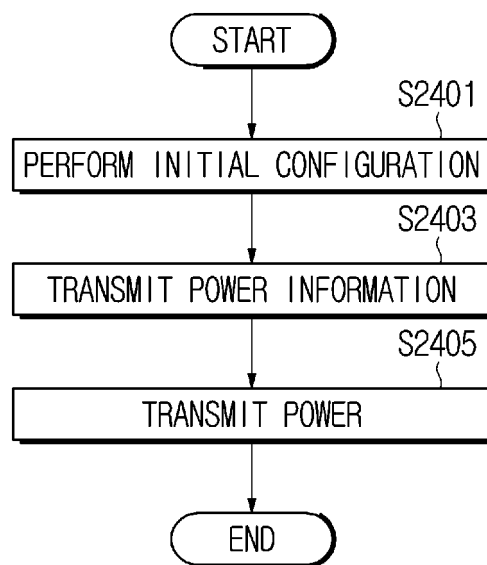 START
S2401
PERFORM INITIAL CONFIGURATION
S2403
TRANSMIT POWER INFORMATION
S2405
TRANSMIT POWER
END